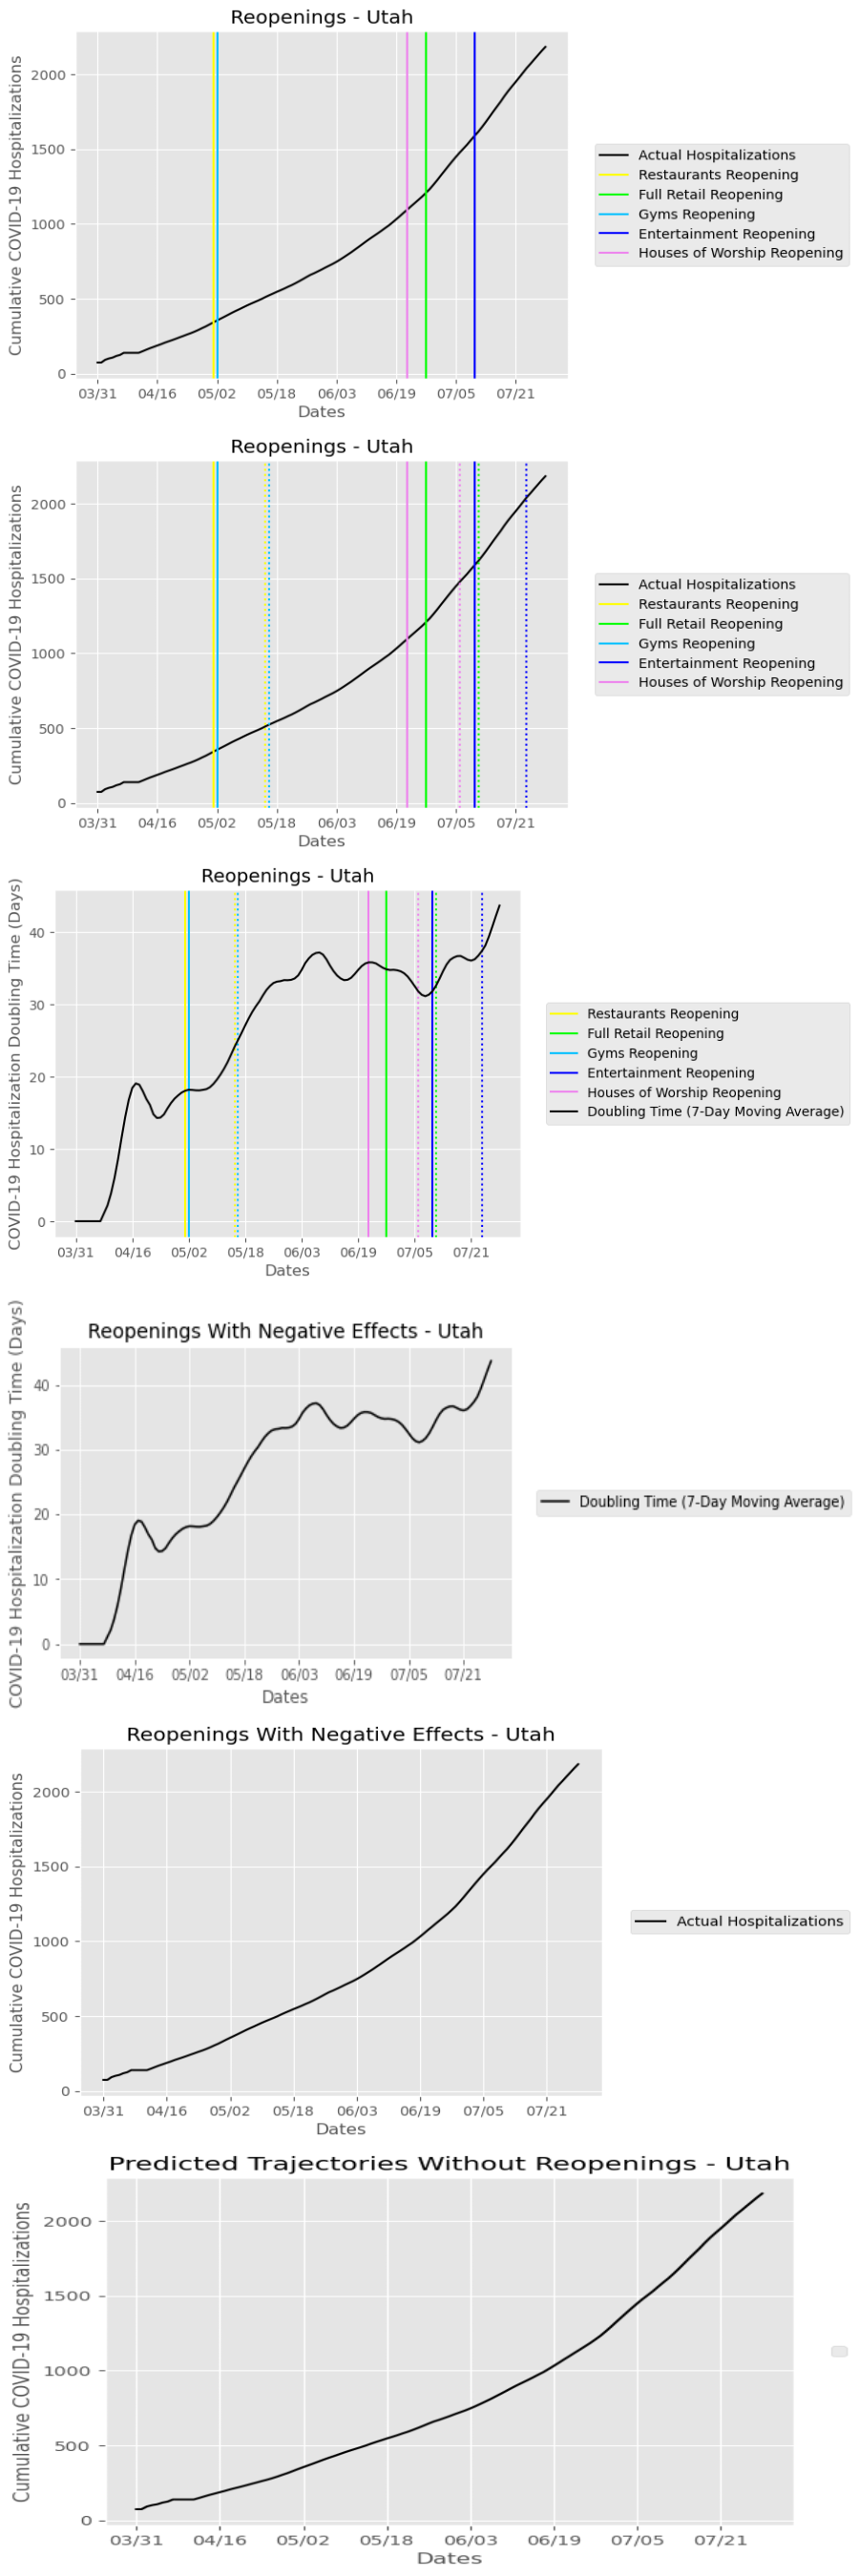 Reopenings - Utah
Cumulative COVID-19 Hospitalizations
2000
1500
1000
500
0
03/31 04/16 05/02 05/18 06/03 06/19 07/05 07/21
Dates
Actual Hospitalizations
Restaurants Reopening
Full Retail Reopening
Gyms Reopening
Entertainment Reopening
Houses of Worship Reopening
Reopenings - Utah
Cumulative COVID-19 Hospitalizations
2000
1500
1000
500
0
03/31 04/16 05/02 05/18 06/03 06/19 07/05 07/21
Dates
Actual Hospitalizations
Restaurants Reopening
Full Retail Reopening
Gyms Reopening
Entertainment Reopening
Houses of Worship Reopening
Reopenings - Utah
COVID-19 Hospitalization Doubling Time (Days)
40
30
20
10
0
03/31 04/16 05/02 05/18 06/03 06/19 07/05 07/21
Dates
Restaurants Reopening
Full Retail Reopening
Gyms Reopening
Entertainment Reopening
Houses of Worship Reopening
Doubling Time (7-Day Moving Average)
Reopenings With Negative Effects - Utah
COVID-19 Hospitalization Doubling Time (Days)
40
30
20
10
0
03/31 04/16 05/02 05/18 06/03 06/19 07/05 07/21
Dates
Doubling Time (7-Day Moving Average)
Reopenings With Negative Effects - Utah
Cumulative COVID-19 Hospitalizations
2000
1500
1000
500
0
03/31 04/16 05/02 05/18 06/03 06/19 07/05 07/21
Dates
Actual Hospitalizations
Predicted Trajectories Without Reopenings - Utah
Cumulative COVID-19 Hospitalizations
2000
1500
1000
500
0
03/31 04/16 05/02 05/18 06/03 06/19 07/05 07/21
Dates